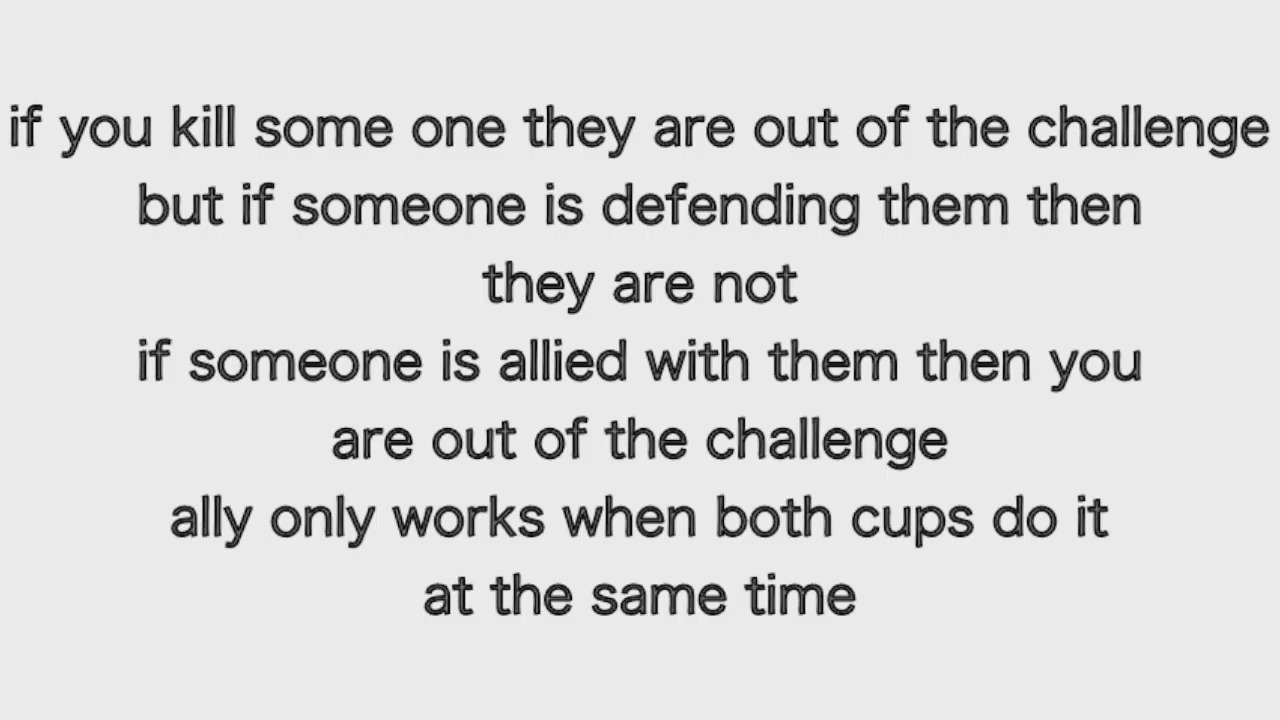 if you kill some one they are out of the challenge
but if someone is defending them then
they are not
if someone is allied with them then you
are out of the challenge
ally only works when both cups do it
at the same time